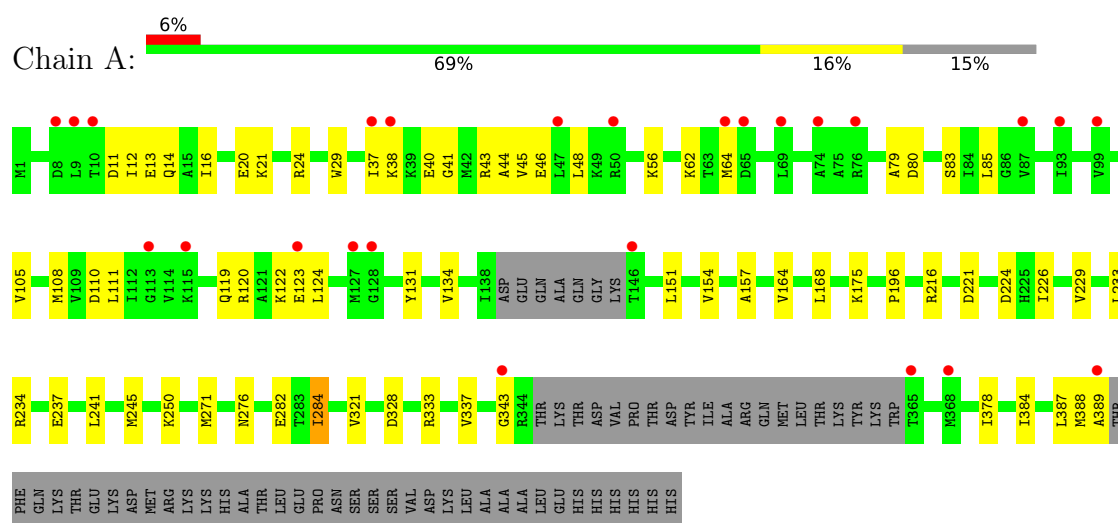 6%
Chain A:
69% 16% 15%
M1 D8 L9 T10 D11 I12 E13 Q14 A15 I16 E20 K21 R24 W29 I37 K38 K39 E40 G41 M42 R43 A44 V45 E46 L47 L48 K49 R50 K56 K62 T63 M64 D65 L69 A74 A75 R76 A79 D80 S83 I84 L85 G86 V87 I93 V99
V105 M108 V109 D110 L111 I112 G113 V114 K115 Q119 R120 A121 K122 E123 L124 M127 G128 Y131 V134 I138 ASP GLU GLN ALA GLN GLY LYS T146 L151 V154 A157 V164 L168 K175 P196 R216 D221 D224 H225 I226 V229 L233
R234 E237 L241 M245 K250 M271 N276 E282 T283 I284 V321 D328 R333 V337 G343 R344 THR LYS THR ASP VAL PRO THR ASP TYR ILE ALA ARG GLN MET LEU THR LYS TYR LYS TRP T365 M368 I378 I384 L387 M388 A389 THR
PHE GLN LYS THR GLU LYS ASP MET ARG LYS LYS HIS ALA THR LEU GLU PRO ASN SER SER SER VAL ASP LYS LEU ALA ALA ALA LEU GLU HIS HIS HIS HIS HIS HIS